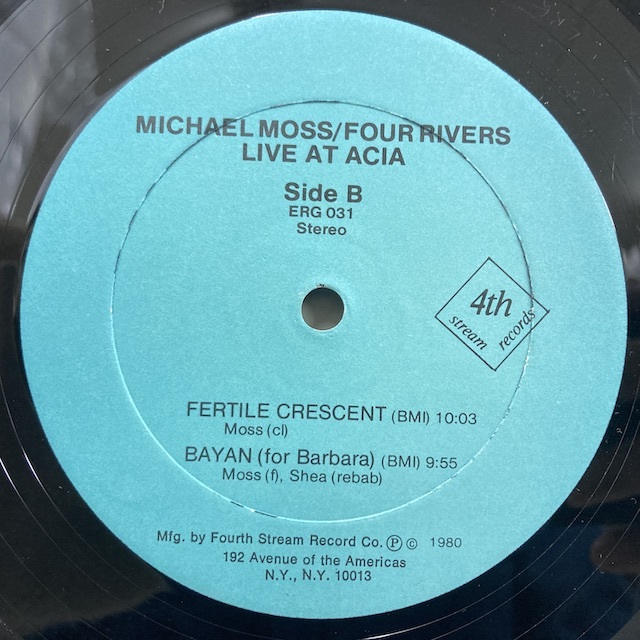 MICHAEL MOSS/FOUR RIVERS
LIVE AT ACIA
Side B
ERG 031
Stereo
4th
stream records
FERTILE CRESCENT (BMI) 10:03
Moss (cl)
BAYAN (for Barbara) (BMI) 9:55
Moss (f), Shea (rebab)
Mfg. by Fourth Stream Record Co. Ⓟ © 1980
192 Avenue of the Americas
N.Y., N.Y. 10013